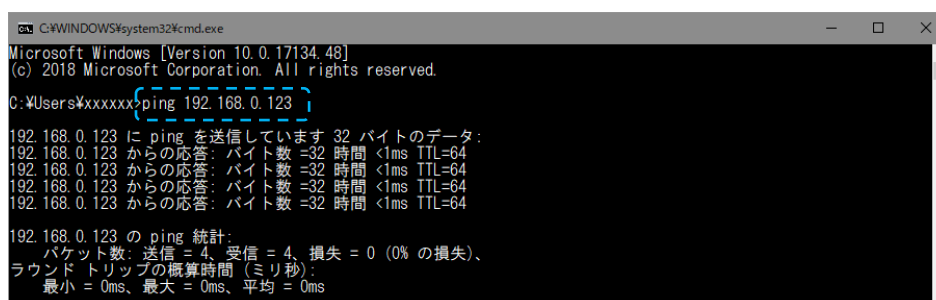 C:¥WINDOWS¥system32¥cmd.exe
Microsoft Windows [Version 10.0.17134.48]
(c) 2018 Microsoft Corporation. All rights reserved.
C:¥Users¥xxxxxx>ping 192.168.0.123
192.168.0.123 に ping を送信しています 32 バイトのデータ:
192.168.0.123 からの応答: バイト数 =32 時間 <1ms TTL=64
192.168.0.123 からの応答: バイト数 =32 時間 <1ms TTL=64
192.168.0.123 からの応答: バイト数 =32 時間 <1ms TTL=64
192.168.0.123 からの応答: バイト数 =32 時間 <1ms TTL=64
192.168.0.123 の ping 統計:
パケット数: 送信 = 4、受信 = 4、損失 = 0 (0% の損失)、
ラウンド トリップの概算時間 (ミリ秒):
最小 = 0ms、最大 = 0ms、平均 = 0ms